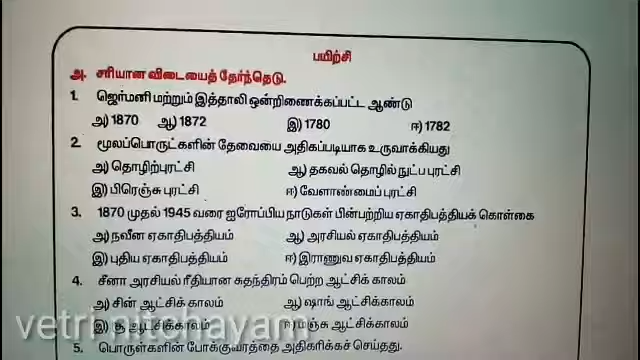 பயிற்சி
அ. சரியான விடையைத் தேர்ந்தெடு.
1. ஜெர்மனி மற்றும் இத்தாலி ஒன்றிணைக்கப்பட்ட ஆண்டு
அ) 1870 ஆ) 1872 இ) 1780 ஈ) 1782
2. மூலப்பொருட்களின் தேவையை அதிகப்படியாக உருவாக்கியது
அ) தொழிற்புரட்சி ஆ) தகவல் தொழில் நுட்ப புரட்சி
இ) பிரெஞ்சு புரட்சி ஈ) வேளாண்மைப் புரட்சி
3. 1870 முதல் 1945 வரை ஐரோப்பிய நாடுகள் பின்பற்றிய ஏகாதிபத்தியக் கொள்கை
அ) நவீன ஏகாதிபத்தியம் ஆ) அரசியல் ஏகாதிபத்தியம்
இ) புதிய ஏகாதிபத்தியம் ஈ) இராணுவ ஏகாதிபத்தியம்
4. சீனா அரசியல் ரீதியான சுதந்திரம் பெற்ற ஆட்சிக் காலம்
அ) சின் ஆட்சிக் காலம் ஆ) ஷாங் ஆட்சிக் காலம்
இ) சூ ஆட்சிக்காலம் ஈ) மஞ்சு ஆட்சிக் காலம்
vetri nitchayam
5. பொருள்களின் போக்குவரத்தை அதிகரிக்கச் செய்தது.